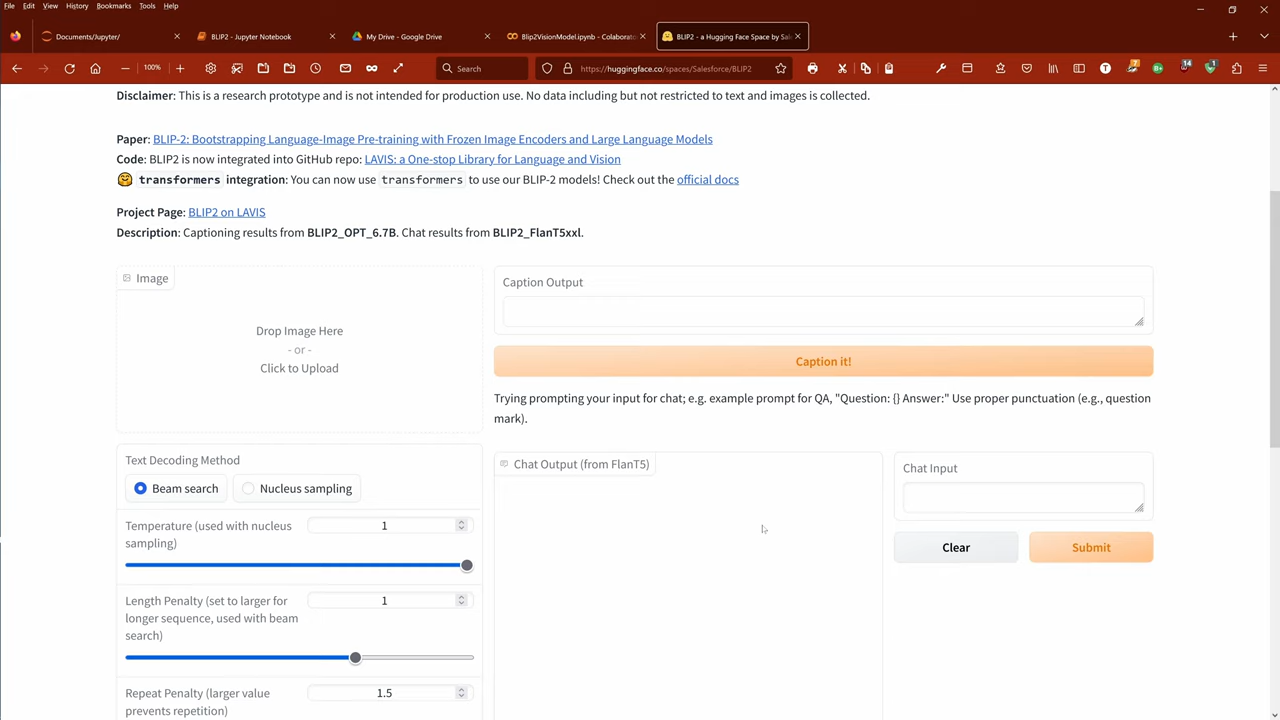 File Edit View History Bookmarks Tools Help
Documents/Jupyter/
BLIP2 - Jupyter Notebook
My Drive - Google Drive
Blip2VisionModel.ipynb - Colaborato
BLIP2 - a Hugging Face Space by Sal
100%
Search
https://huggingface.co/spaces/Salesforce/BLIP2
Disclaimer: This is a research prototype and is not intended for production use. No data including but not restricted to text and images is collected.
Paper: BLIP-2: Bootstrapping Language-Image Pre-training with Frozen Image Encoders and Large Language Models
Code: BLIP2 is now integrated into GitHub repo: LAVIS: a One-stop Library for Language and Vision
🤗 transformers integration: You can now use transformers to use our BLIP-2 models! Check out the official docs
Project Page: BLIP2 on LAVIS
Description: Captioning results from BLIP2_OPT_6.7B. Chat results from BLIP2_FlanT5xxl.
Image
Drop Image Here
- or -
Click to Upload
Caption Output
Caption it!
Trying prompting your input for chat; e.g. example prompt for QA, "Question: {} Answer:" Use proper punctuation (e.g., question
mark).
Text Decoding Method
Beam search
Nucleus sampling
Temperature (used with nucleus
sampling)
1
Length Penalty (set to larger for
longer sequence, used with beam
search)
1
Repeat Penalty (larger value
prevents repetition)
1.5
Chat Output (from FlanT5)
Chat Input
Clear
Submit